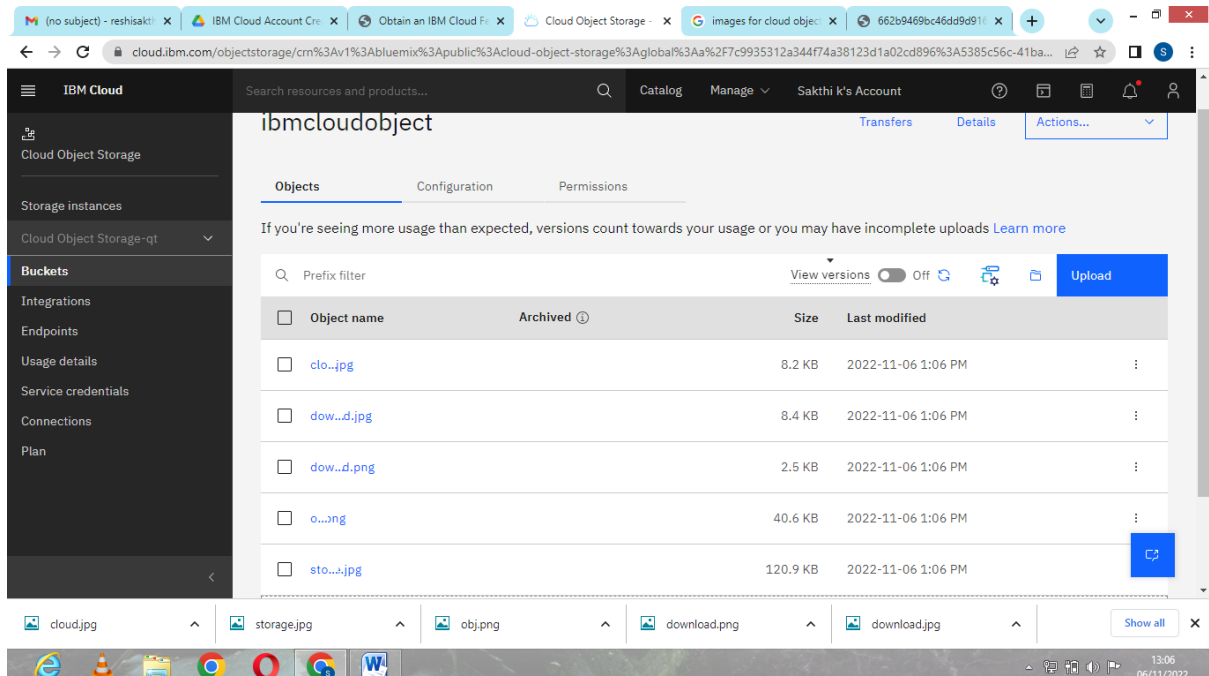 (no subject) - reshisakth
IBM Cloud Account Cre
Obtain an IBM Cloud Fe
Cloud Object Storage -
images for cloud object
662b9469bc46dd9d916
cloud.ibm.com/objectstorage/crn%3Av1%3Abluemix%3Apublic%3Acloud-object-storage%3Aglobal%3Aa%2F7c9935312a344f74a38123d1a02cd896%3A5385c56c-41ba...
S
IBM Cloud
Search resources and products...
Catalog
Manage
Sakthi k's Account
Cloud Object Storage
Storage instances
Cloud Object Storage-qt
Buckets
Integrations
Endpoints
Usage details
Service credentials
Connections
Plan
ibmcloudobject
Transfers
Details
Actions...
Objects
Configuration
Permissions
If you're seeing more usage than expected, versions count towards your usage or you may have incomplete uploads Learn more
Prefix filter
View versions
Off
Upload
Object name Archived Size Last modified
clo...jpg 8.2 KB 2022-11-06 1:06 PM
dow...d.jpg 8.4 KB 2022-11-06 1:06 PM
dow...d.png 2.5 KB 2022-11-06 1:06 PM
o...ng 40.6 KB 2022-11-06 1:06 PM
sto...jpg 120.9 KB 2022-11-06 1:06 PM
cloud.jpg
storage.jpg
obj.png
download.png
download.jpg
Show all
13:06
06/11/2022